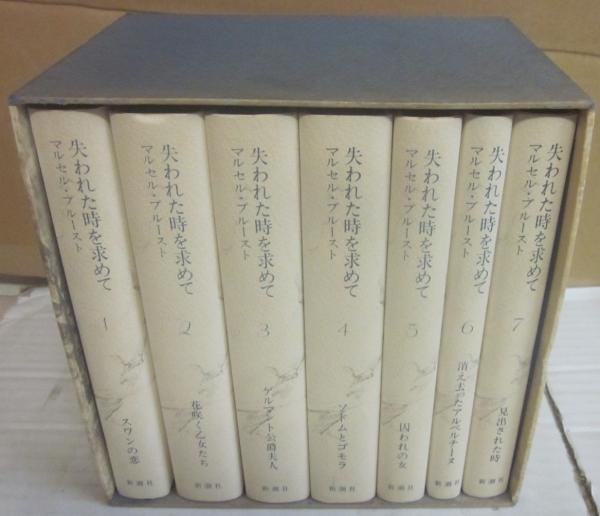 失われた時を求めて
マルセル・プルースト
1
スワンの恋
新潮社
失われた時を求めて
マルセル・プルースト
2
花咲く乙女たち
新潮社
失われた時を求めて
マルセル・プルースト
3
ゲルマント公爵夫人
新潮社
失われた時を求めて
マルセル・プルースト
4
ソドムとゴモラ
新潮社
失われた時を求めて
マルセル・プルースト
5
囚われの女
新潮社
失われた時を求めて
マルセル・プルースト
6
消え去ったアルベルチーヌ
新潮社
失われた時を求めて
マルセル・プルースト
7
見出された時
新潮社